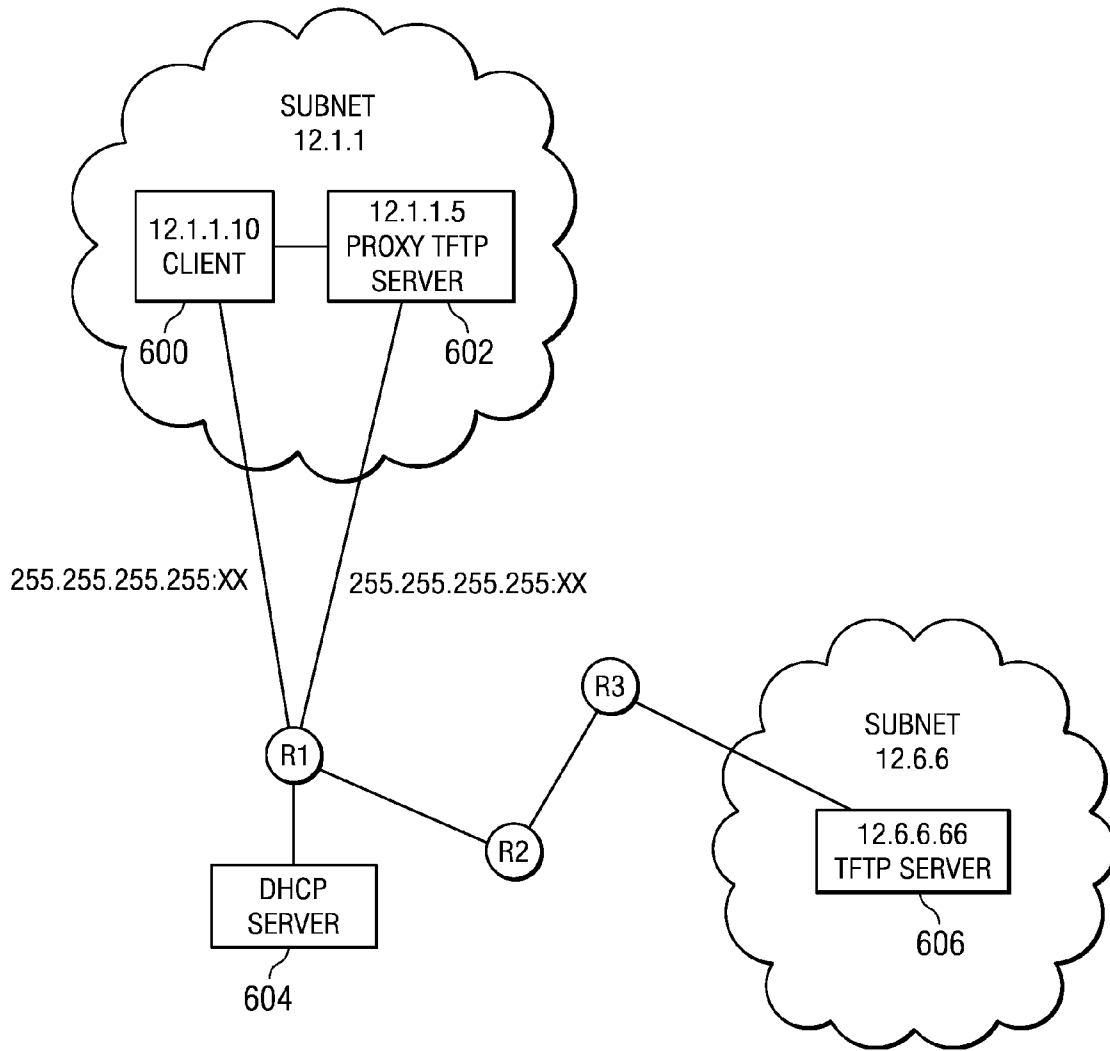 SUBNET
12.1.1
12.1.1.10
CLIENT
12.1.1.5
PROXY TFTP
SERVER
600
602
255.255.255.255:XX
255.255.255.255:XX
R3
SUBNET
12.6.6
R1
12.6.6.66
TFTP SERVER
R2
DHCP
SERVER
606
604